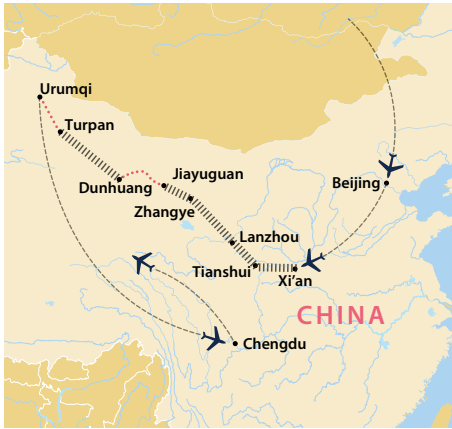 Urumqi
Turpan
Dunhuang
Jiayuguan
Zhangye
Beijing
Lanzhou
Tianshui
Xi'an
CHINA
Chengdu